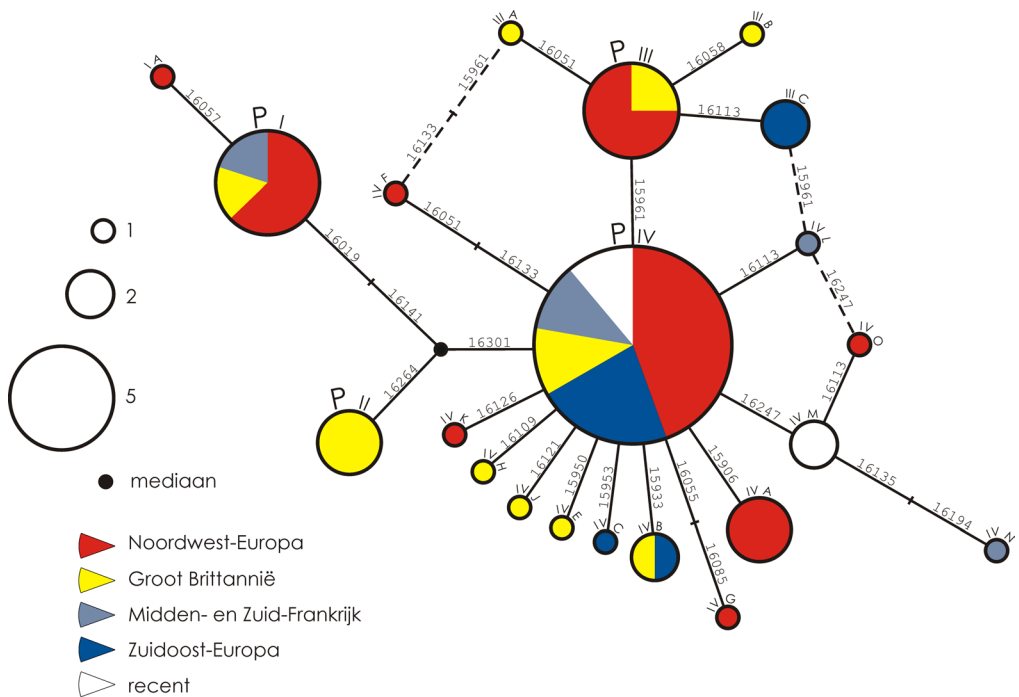 III A
III B
16051
16058
P III
III C
16113
I A
16057
P I
15961
16133
IV F
16051
16133
15961
15961
P IV
IV L
16113
16247
IV O
16113
16019
16141
16301
16264
P II
1
2
5
mediaan
IV K
16126
IV H
16109
IV J
16121
IV E
15950
IV C
15953
IV B
15933
16055
16085
IV G
15906
IV A
16247
IV M
16135
16194
IV N
Noordwest-Europa
Groot Brittannië
Midden- en Zuid-Frankrijk
Zuidoost-Europa
recent